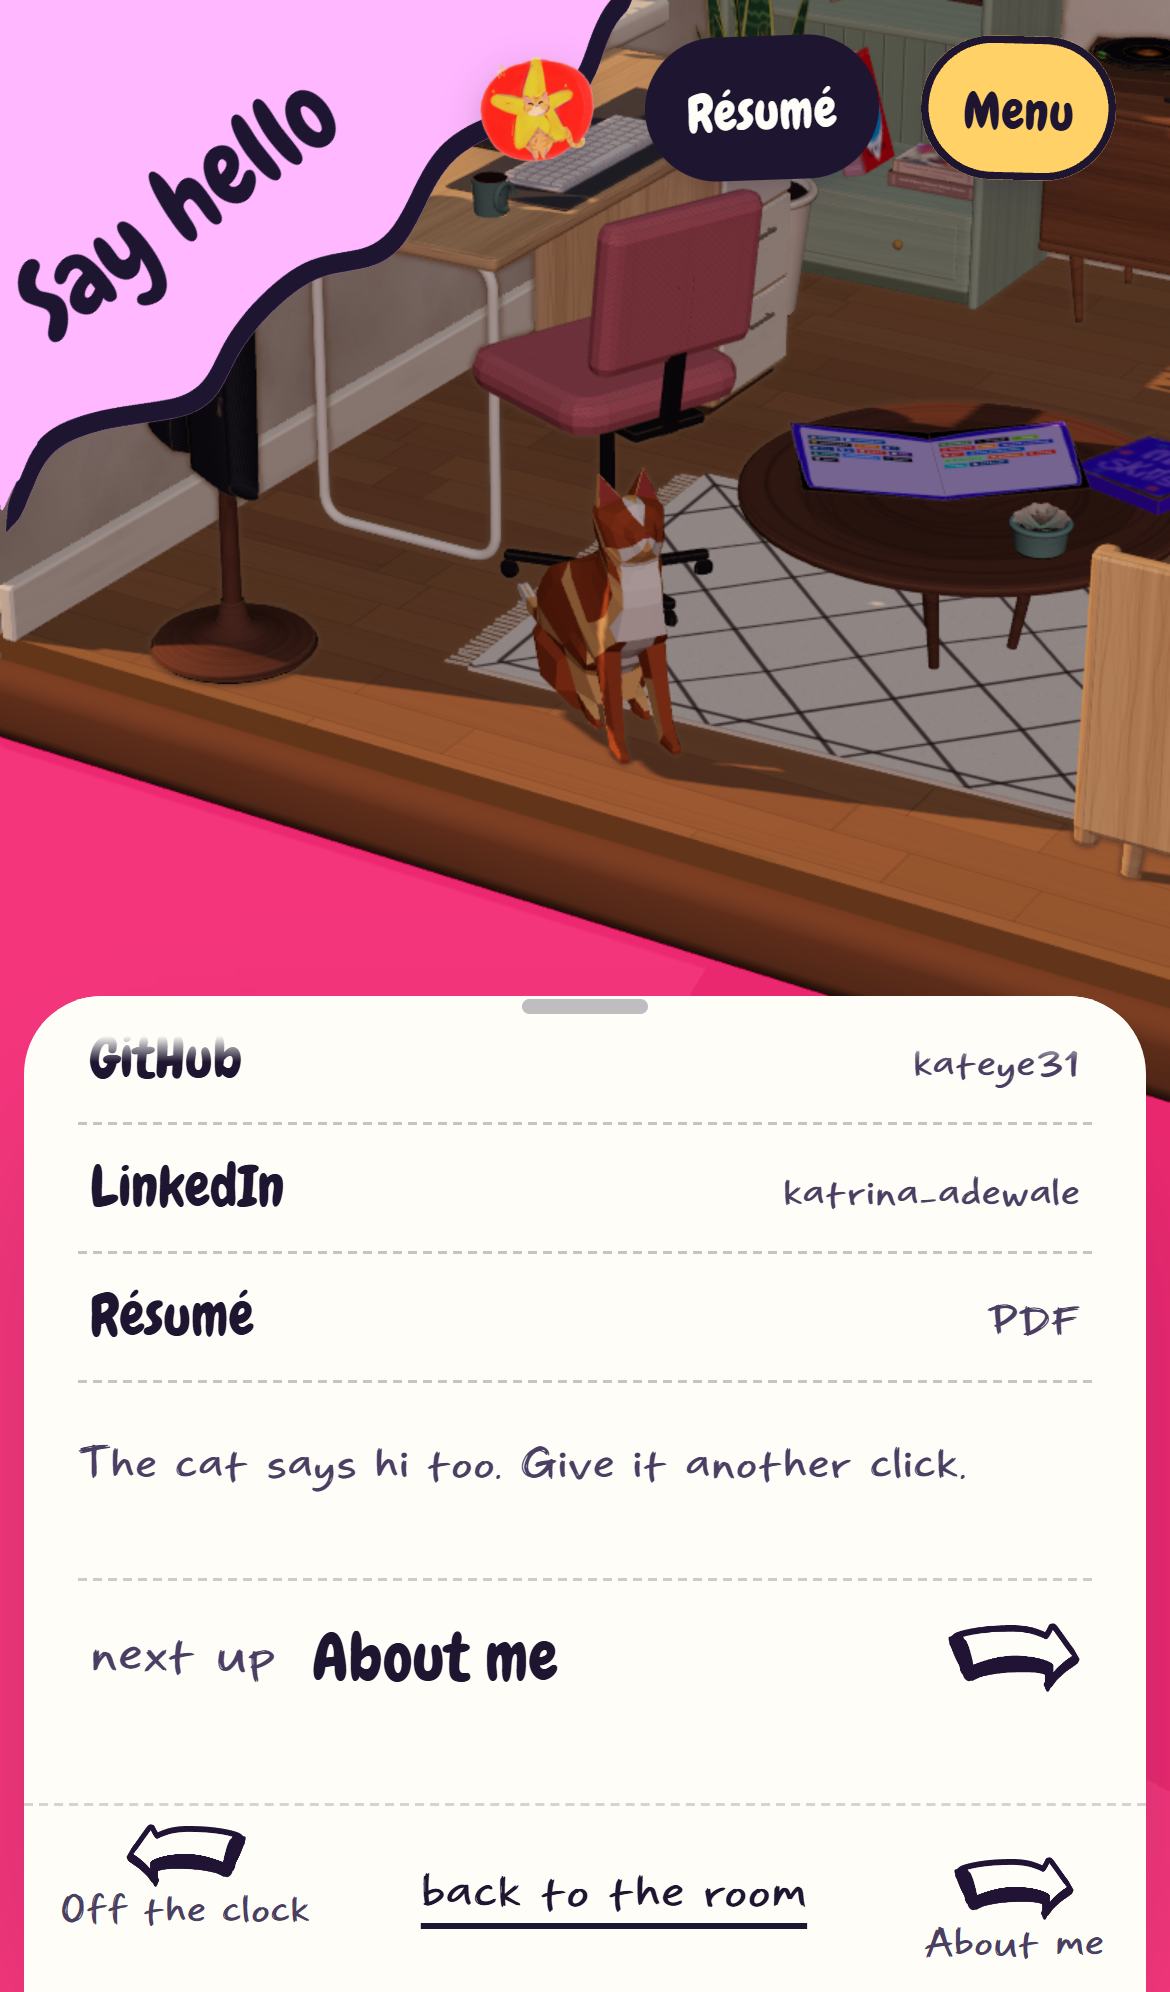 Say hello
Résumé
Menu
GitHub
kateye31
LinkedIn
katrina_adewale
Résumé
PDF
The cat says hi too. Give it another click.
next up About me
Off the clock
back to the room
About me